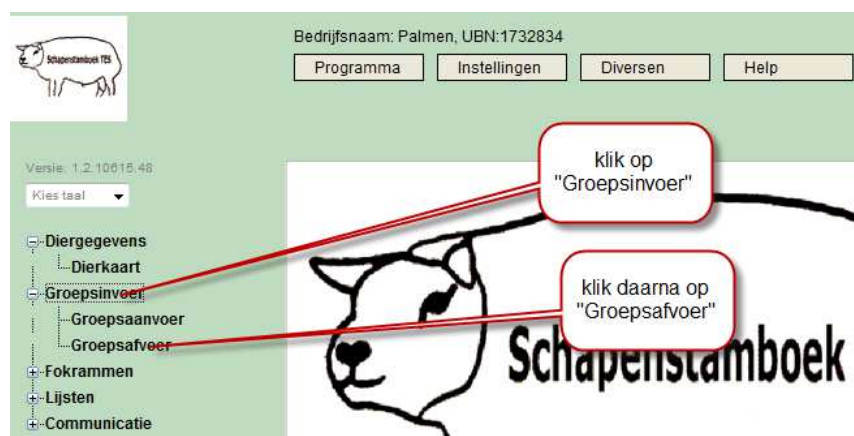 Schapenstamboek TES
Bedrijfsnaam: Palmen, UBN:1732834
Programma
Instellingen
Diversen
Help
Versie: 1.2.10615.48
Kies taal
klik op
"Groepsinvoer"
Diergegevens
Dierkaart
Groepsinvoer
Groepsaanvoer
Groepsafvoer
Fokrammen
Lijsten
Communicatie
klik daarna op
"Groepsafvoer"
Schapenstamboek